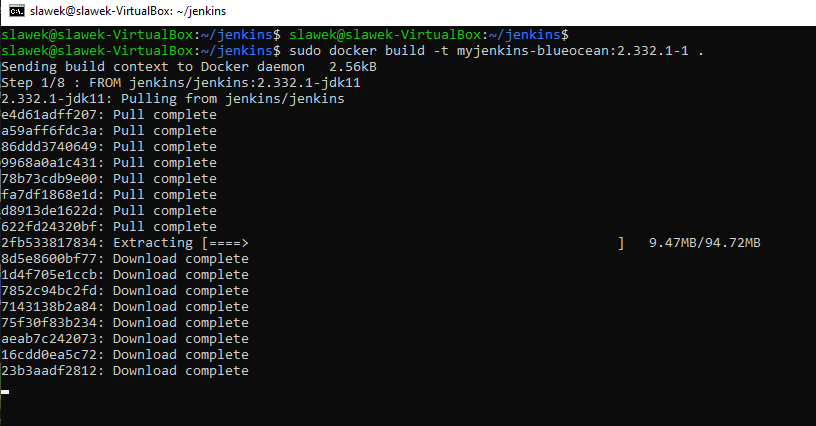 slawek@slawek-VirtualBox: ~/jenkins
slawek@slawek-VirtualBox:~/jenkins$ slawek@slawek-VirtualBox:~/jenkins$
slawek@slawek-VirtualBox:~/jenkins$ sudo docker build -t myjenkins-blueocean:2.332.1-1 .
Sending build context to Docker daemon   2.56kB
Step 1/8 : FROM jenkins/jenkins:2.332.1-jdk11
2.332.1-jdk11: Pulling from jenkins/jenkins
e4d61adff207: Pull complete
a59aff6fdc3a: Pull complete
86ddd3740649: Pull complete
9968a0a1c431: Pull complete
78b73cdb9e00: Pull complete
fa7df1868e1d: Pull complete
d8913de1622d: Pull complete
622fd24320bf: Pull complete
2fb533817834: Extracting [====>                                              ]   9.47MB/94.72MB
8d5e8600bf77: Download complete
1d4f705e1ccb: Download complete
7852c94bc2fd: Download complete
7143138b2a84: Download complete
75f30f83b234: Download complete
aeab7c242073: Download complete
16cdd0ea5c72: Download complete
23b3aadf2812: Download complete